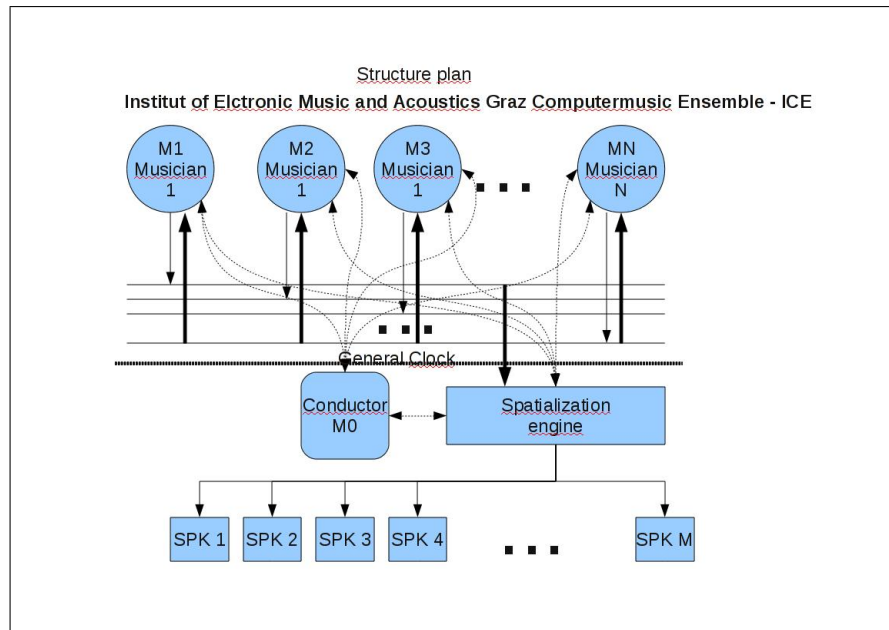 Structure plan
Institut of Elctronic Music and Acoustics Graz Computermusic Ensemble - ICE
M1
Musician
1
M2
Musician
1
M3
Musician
1
MN
Musician
N
General Clock
Conductor
M0
Spatialization
engine
SPK 1
SPK 2
SPK 3
SPK 4
SPK M